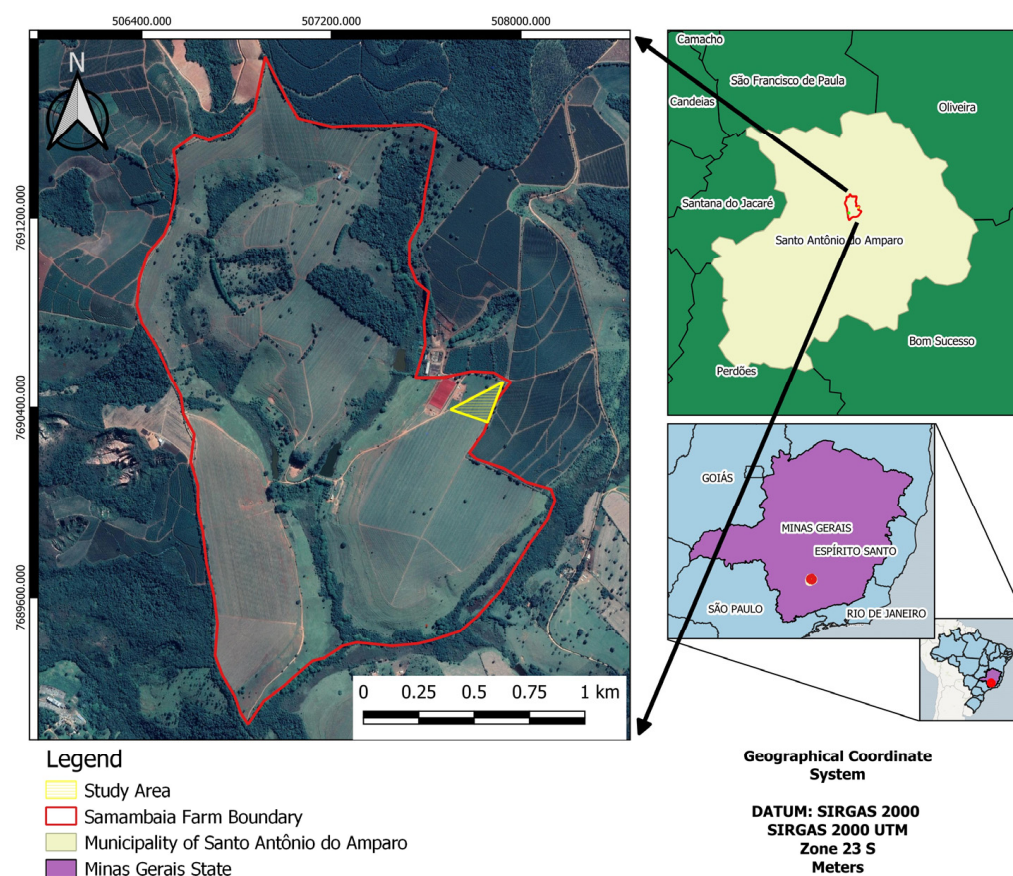 506400.000 507200.000 508000.000
N
7691200.000
7690400.000
7689600.000
0 0.25 0.5 0.75 1 km
Camacho
São Francisco de Paula
Candeias
Oliveira
Santana do Jacaré
Santo Antônio do Amparo
Bom Sucesso
Perdões
GOIÁS
MINAS GERAIS
ESPÍRITO SANTO
SÃO PAULO
RIO DE JANEIRO
Legend
Study Area
Samambaia Farm Boundary
Municipality of Santo Antônio do Amparo
Minas Gerais State
Geographical Coordinate
System
DATUM: SIRGAS 2000
SIRGAS 2000 UTM
Zone 23 S
Meters